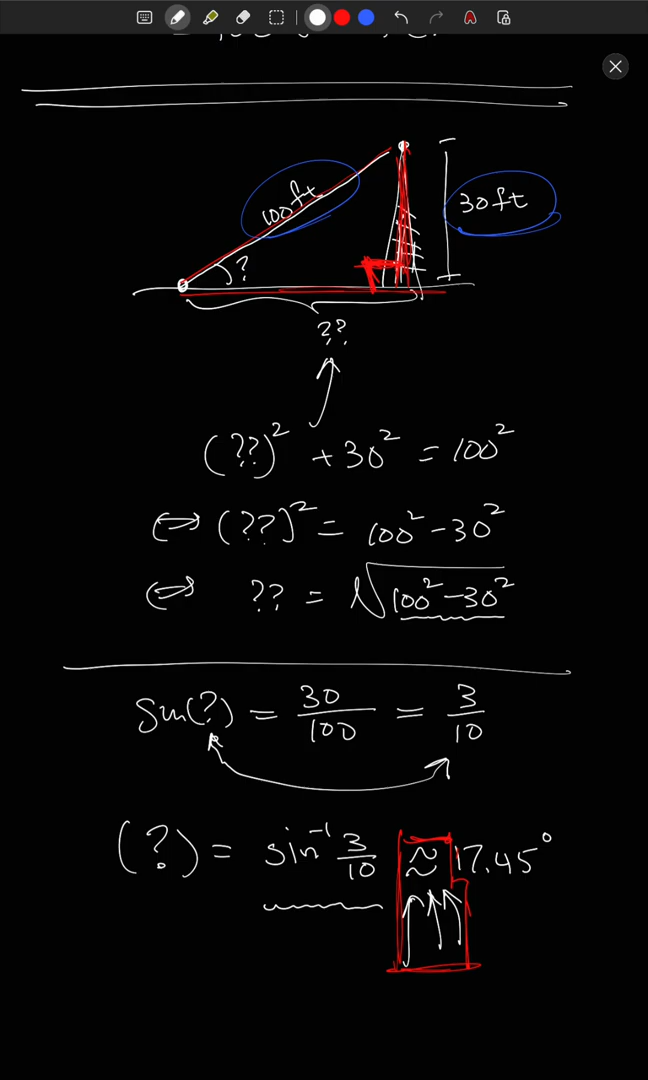 100ft
30ft
?
??
(??)² + 30² = 100²
⟺ (??)² = 100² - 30²
⟺ ?? = √(100² - 30²)
Sin(?) = 30/100 = 3/10
(?) = sin⁻¹ 3/10 ≈ 17.45°